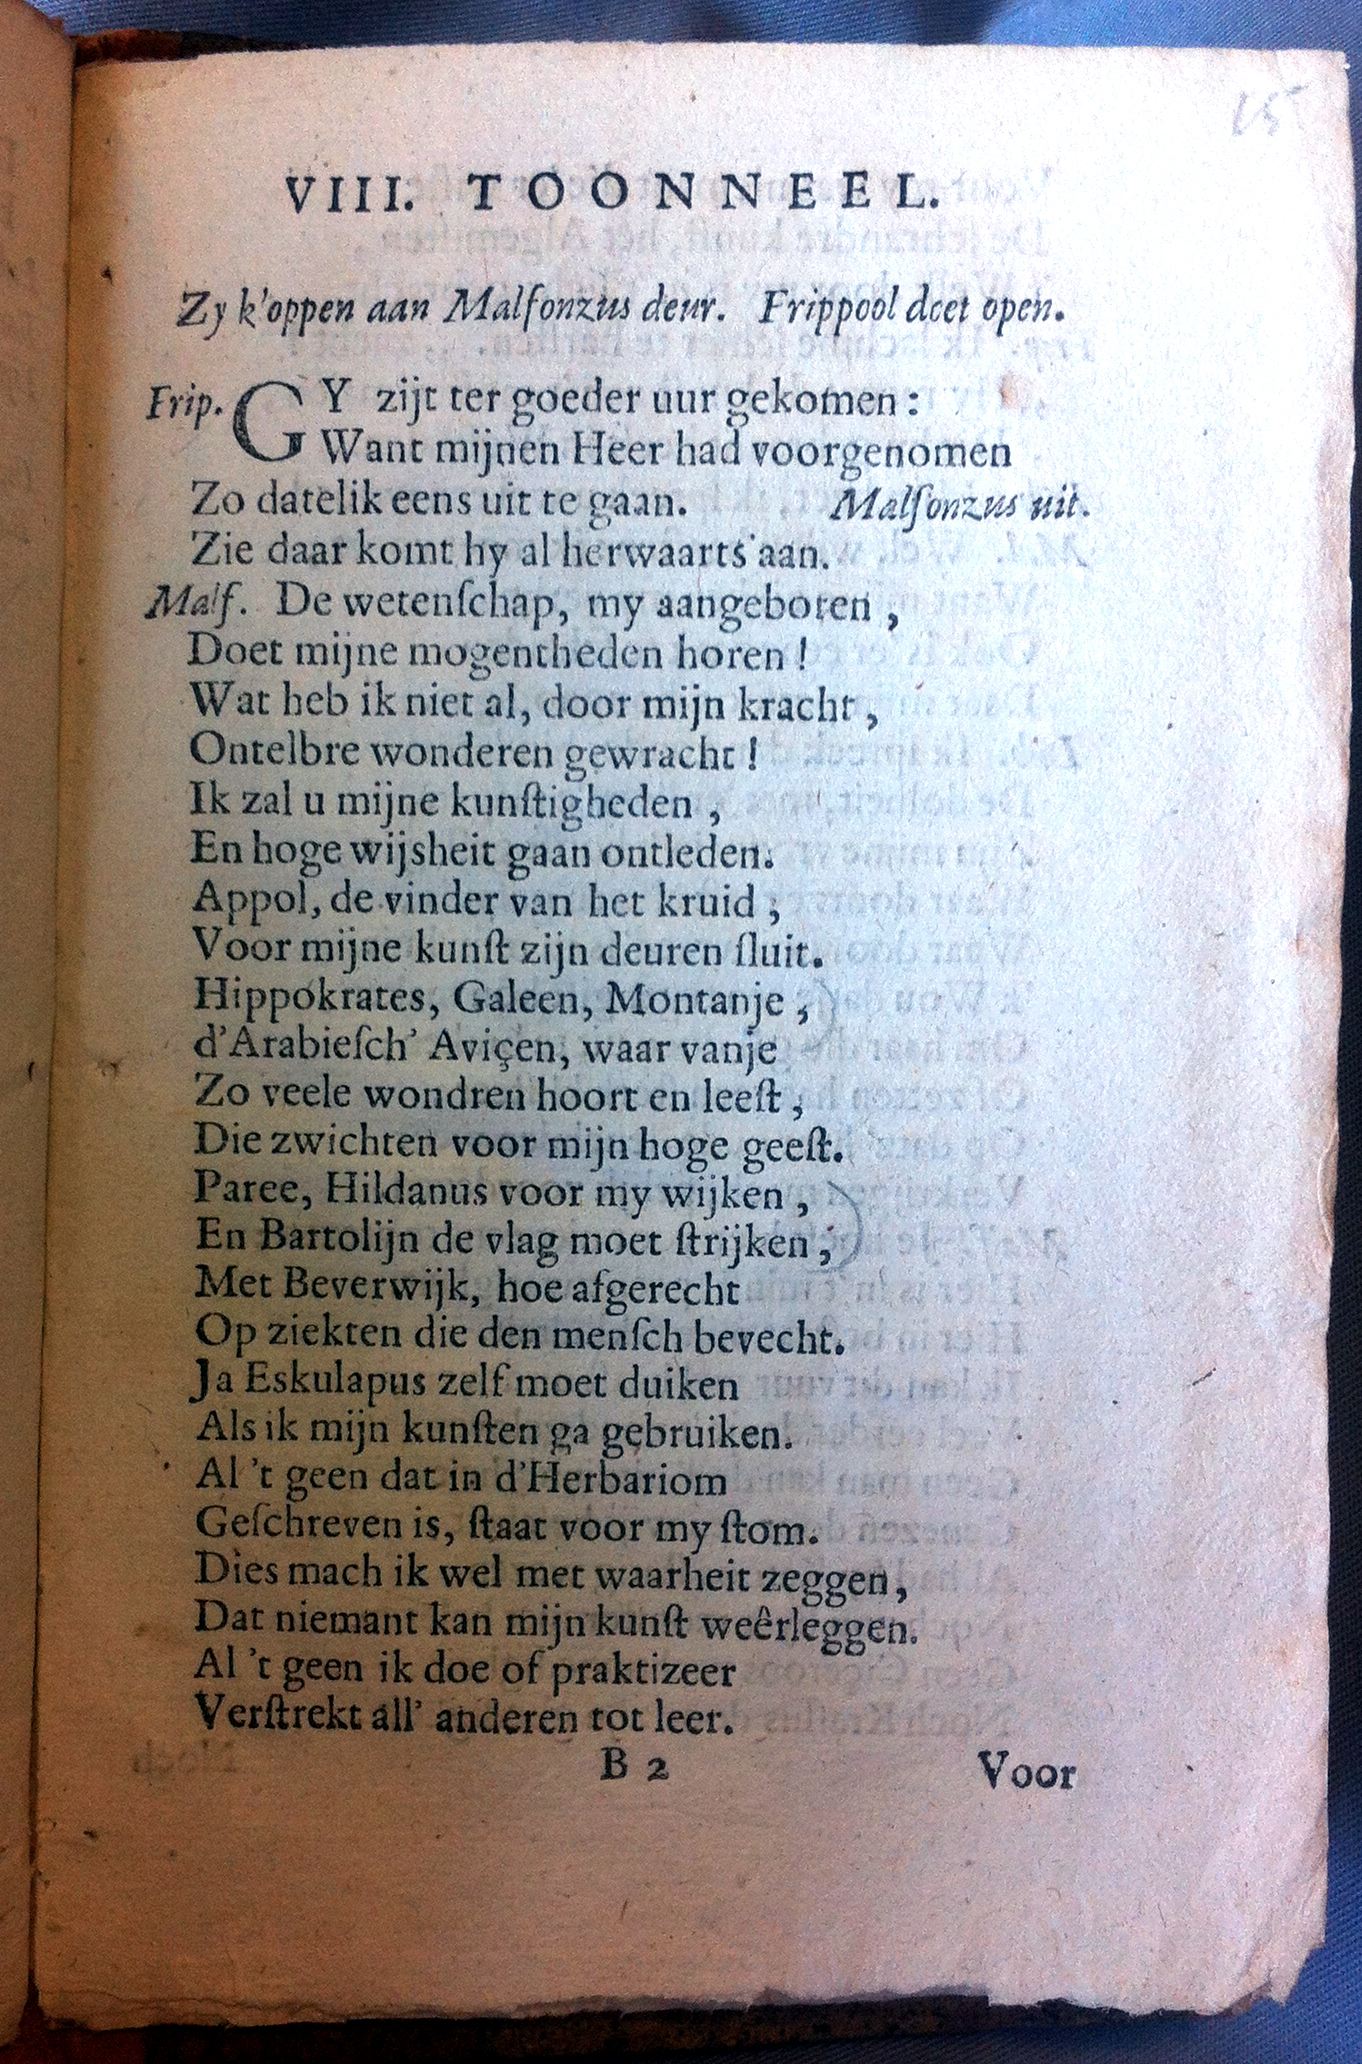 15
VIII. TOONNEEL.
Zy k'oppen aan Malfonzus deur. Frippool doet open.
Frip. GY zijt ter goeder uur gekomen:
Want mijnen Heer had voorgenomen
Zo datelik eens uit te gaan. Malfonzus uit.
Zie daar komt hy al herwaarts aan.
Malf. De wetenſchap, my aangeboren,
Doet mijne mogentheden horen!
Wat heb ik niet al, door mijn kracht,
Ontelbre wonderen gewracht!
Ik zal u mijne kunſtigheden,
En hoge wijsheit gaan ontleden.
Appol, de vinder van het kruid;
Voor mijne kunſt zijn deuren ſluit.
Hippokrates, Galeen, Montanje,
d'Arabieſch' Aviçen, waar vanje
Zo veele wondren hoort en leeſt,
Die zwichten voor mijn hoge geeſt.
Paree, Hildanus voor my wijken,
En Bartolijn de vlag moet ſtrijken,
Met Beverwijk, hoe afgerecht
Op ziekten die den menſch bevecht.
Ja Eskulapus zelf moet duiken
Als ik mijn kunſten ga gebruiken.
Al 't geen dat in d'Herbariom
Geſchreven is, ſtaat voor my ſtom.
Dies mach ik wel met waarheit zeggen,
Dat niemant kan mijn kunſt weêrleggen.
Al 't geen ik doe of praktizeer
Verſtrekt all' anderen tot leer.
B 2 Voor